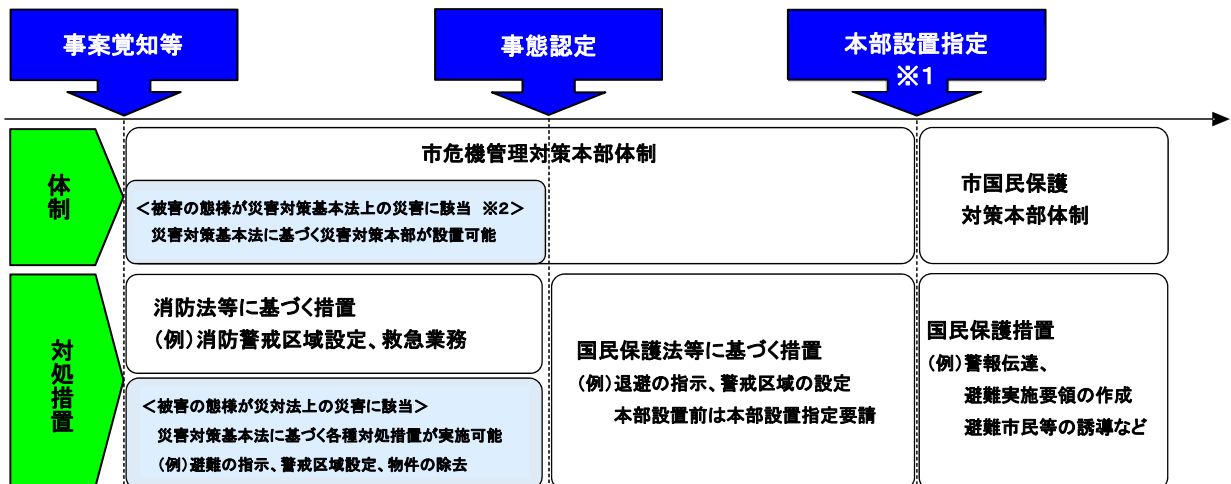 事案覚知等
事態認定
本部設置指定
※1
体制
市危機管理対策本部体制
＜被害の態様が災害対策基本法上の災害に該当 ※2＞
災害対策基本法に基づく災害対策本部が設置可能
市国民保護
対策本部体制
対処措置
消防法等に基づく措置
（例）消防警戒区域設定、救急業務
＜被害の態様が災対法上の災害に該当＞
災害対策基本法に基づく各種対処措置が実施可能
（例）避難の指示、警戒区域設定、物件の除去
国民保護法等に基づく措置
（例）退避の指示、警戒区域の設定
本部設置前は本部設置指定要請
国民保護措置
（例）警報伝達、
避難実施要領の作成
避難市民等の誘導など